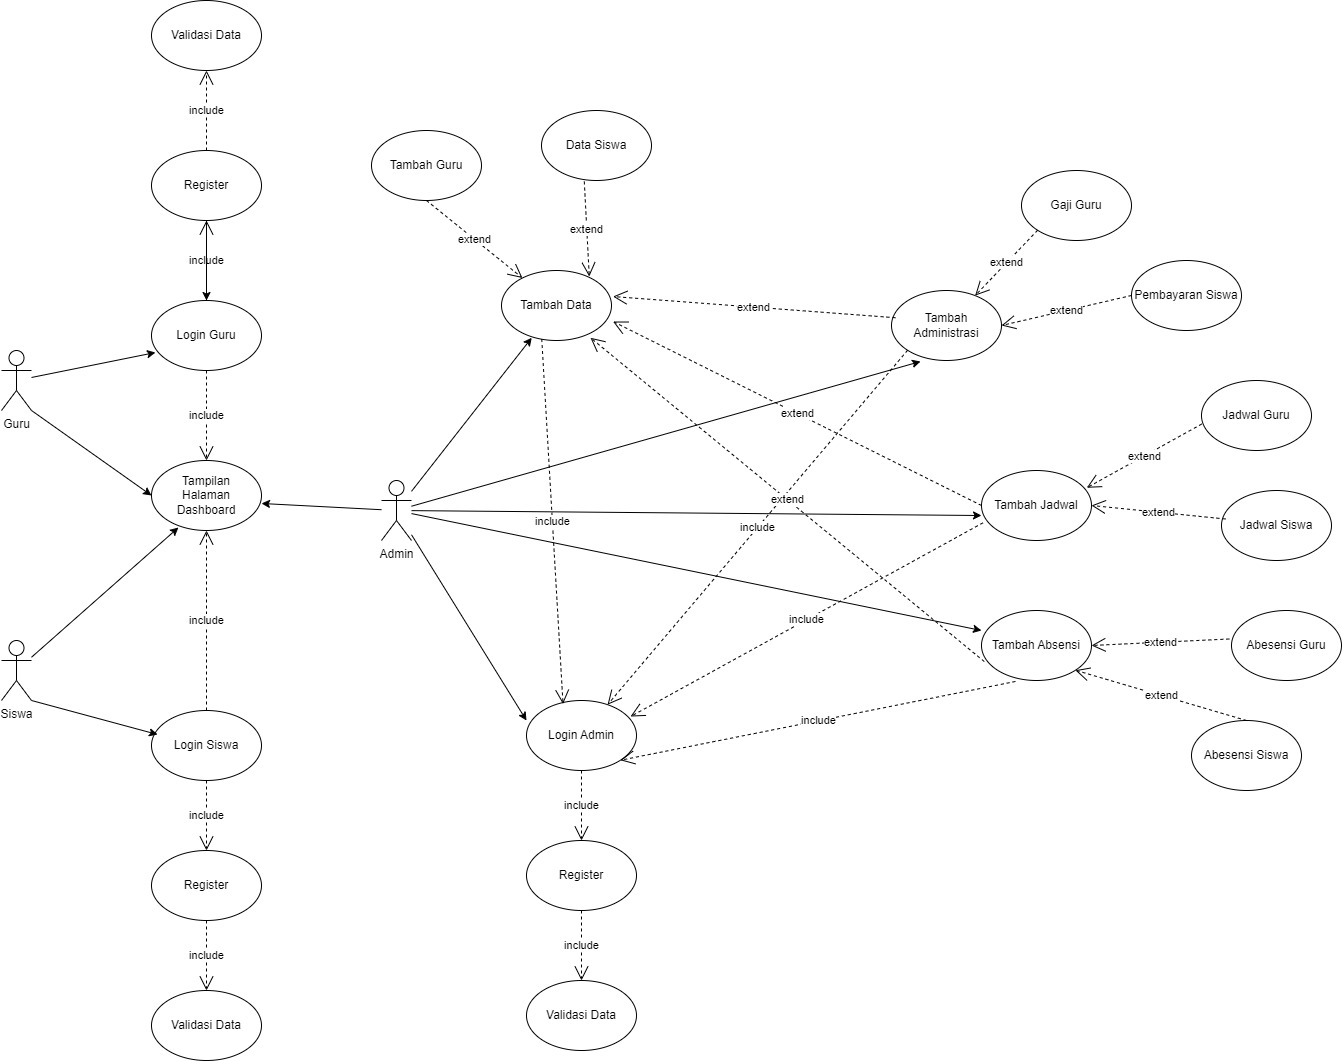 Validasi Data
include
Register
include
Login Guru
include
Guru
Tampilan
Halaman
Dashboard
include
Siswa
Login Siswa
include
Register
include
Validasi Data
Admin
Tambah Guru
Data Siswa
extend
extend
Tambah Data
extend
Tambah
Administrasi
Gaji Guru
extend
Pembayaran Siswa
extend
extend
extend
include
include
include
include
Tambah Jadwal
Jadwal Guru
extend
Jadwal Siswa
extend
Tambah Absensi
Abesensi Guru
extend
Abesensi Siswa
extend
Login Admin
include
Register
include
Validasi Data